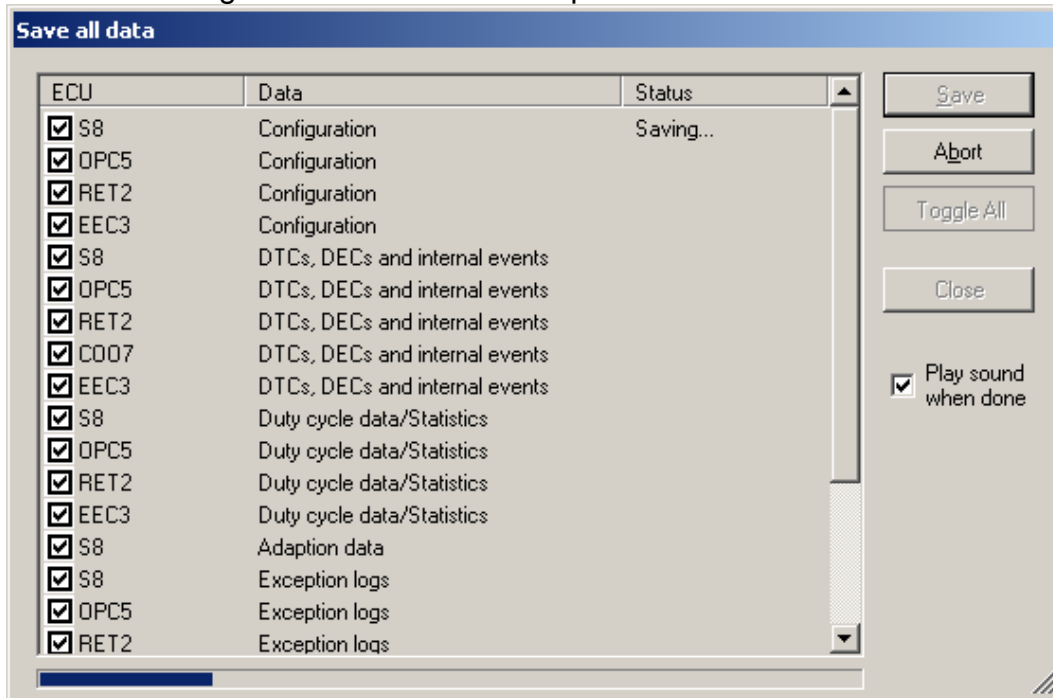 Save all data
ECU Data Status
S8 Configuration Saving...
OPC5 Configuration
RET2 Configuration
EEC3 Configuration
S8 DTCs, DECs and internal events
OPC5 DTCs, DECs and internal events
RET2 DTCs, DECs and internal events
COO7 DTCs, DECs and internal events
EEC3 DTCs, DECs and internal events
S8 Duty cycle data/Statistics
OPC5 Duty cycle data/Statistics
RET2 Duty cycle data/Statistics
EEC3 Duty cycle data/Statistics
S8 Adaption data
S8 Exception logs
OPC5 Exception logs
RET2 Exception logs
Save
Abort
Toggle All
Close
Play sound
when done